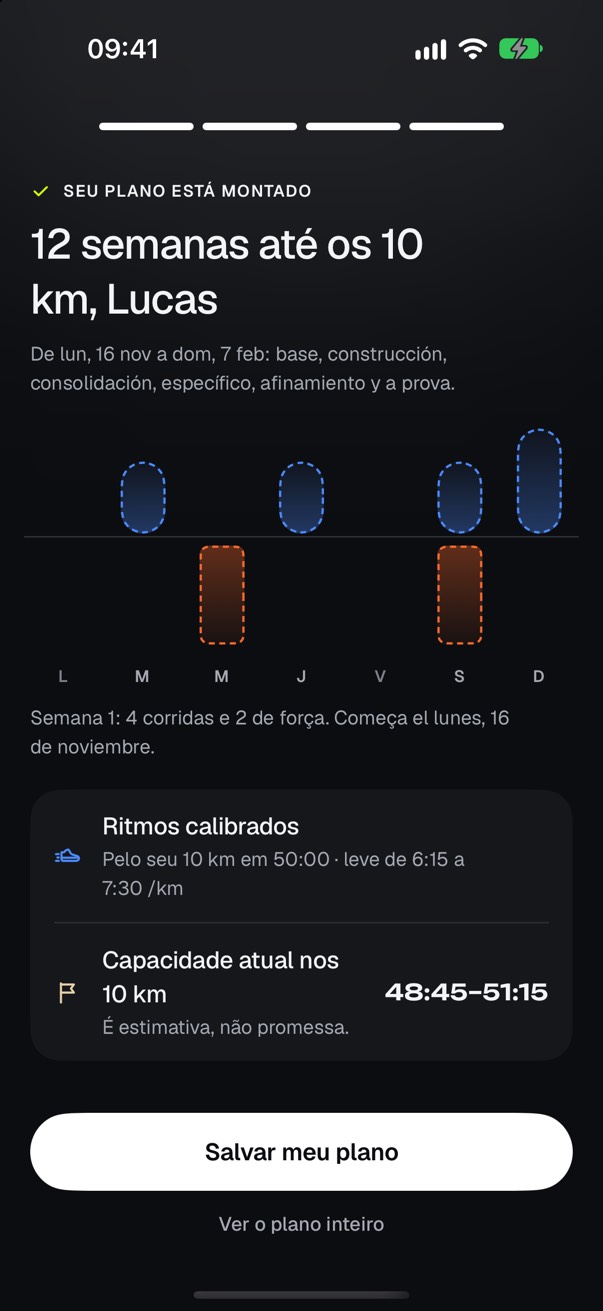 09:41
SEU PLANO ESTÁ MONTADO
12 semanas até os 10
km, Lucas
De lun, 16 nov a dom, 7 feb: base, construcción,
consolidación, específico, afinamiento y a prova.
L M M J V S D
Semana 1: 4 corridas e 2 de força. Começa el lunes, 16
de noviembre.
Ritmos calibrados
Pelo seu 10 km em 50:00 · leve de 6:15 a
7:30 /km
Capacidade atual nos
10 km
48:45–51:15
É estimativa, não promessa.
Salvar meu plano
Ver o plano inteiro